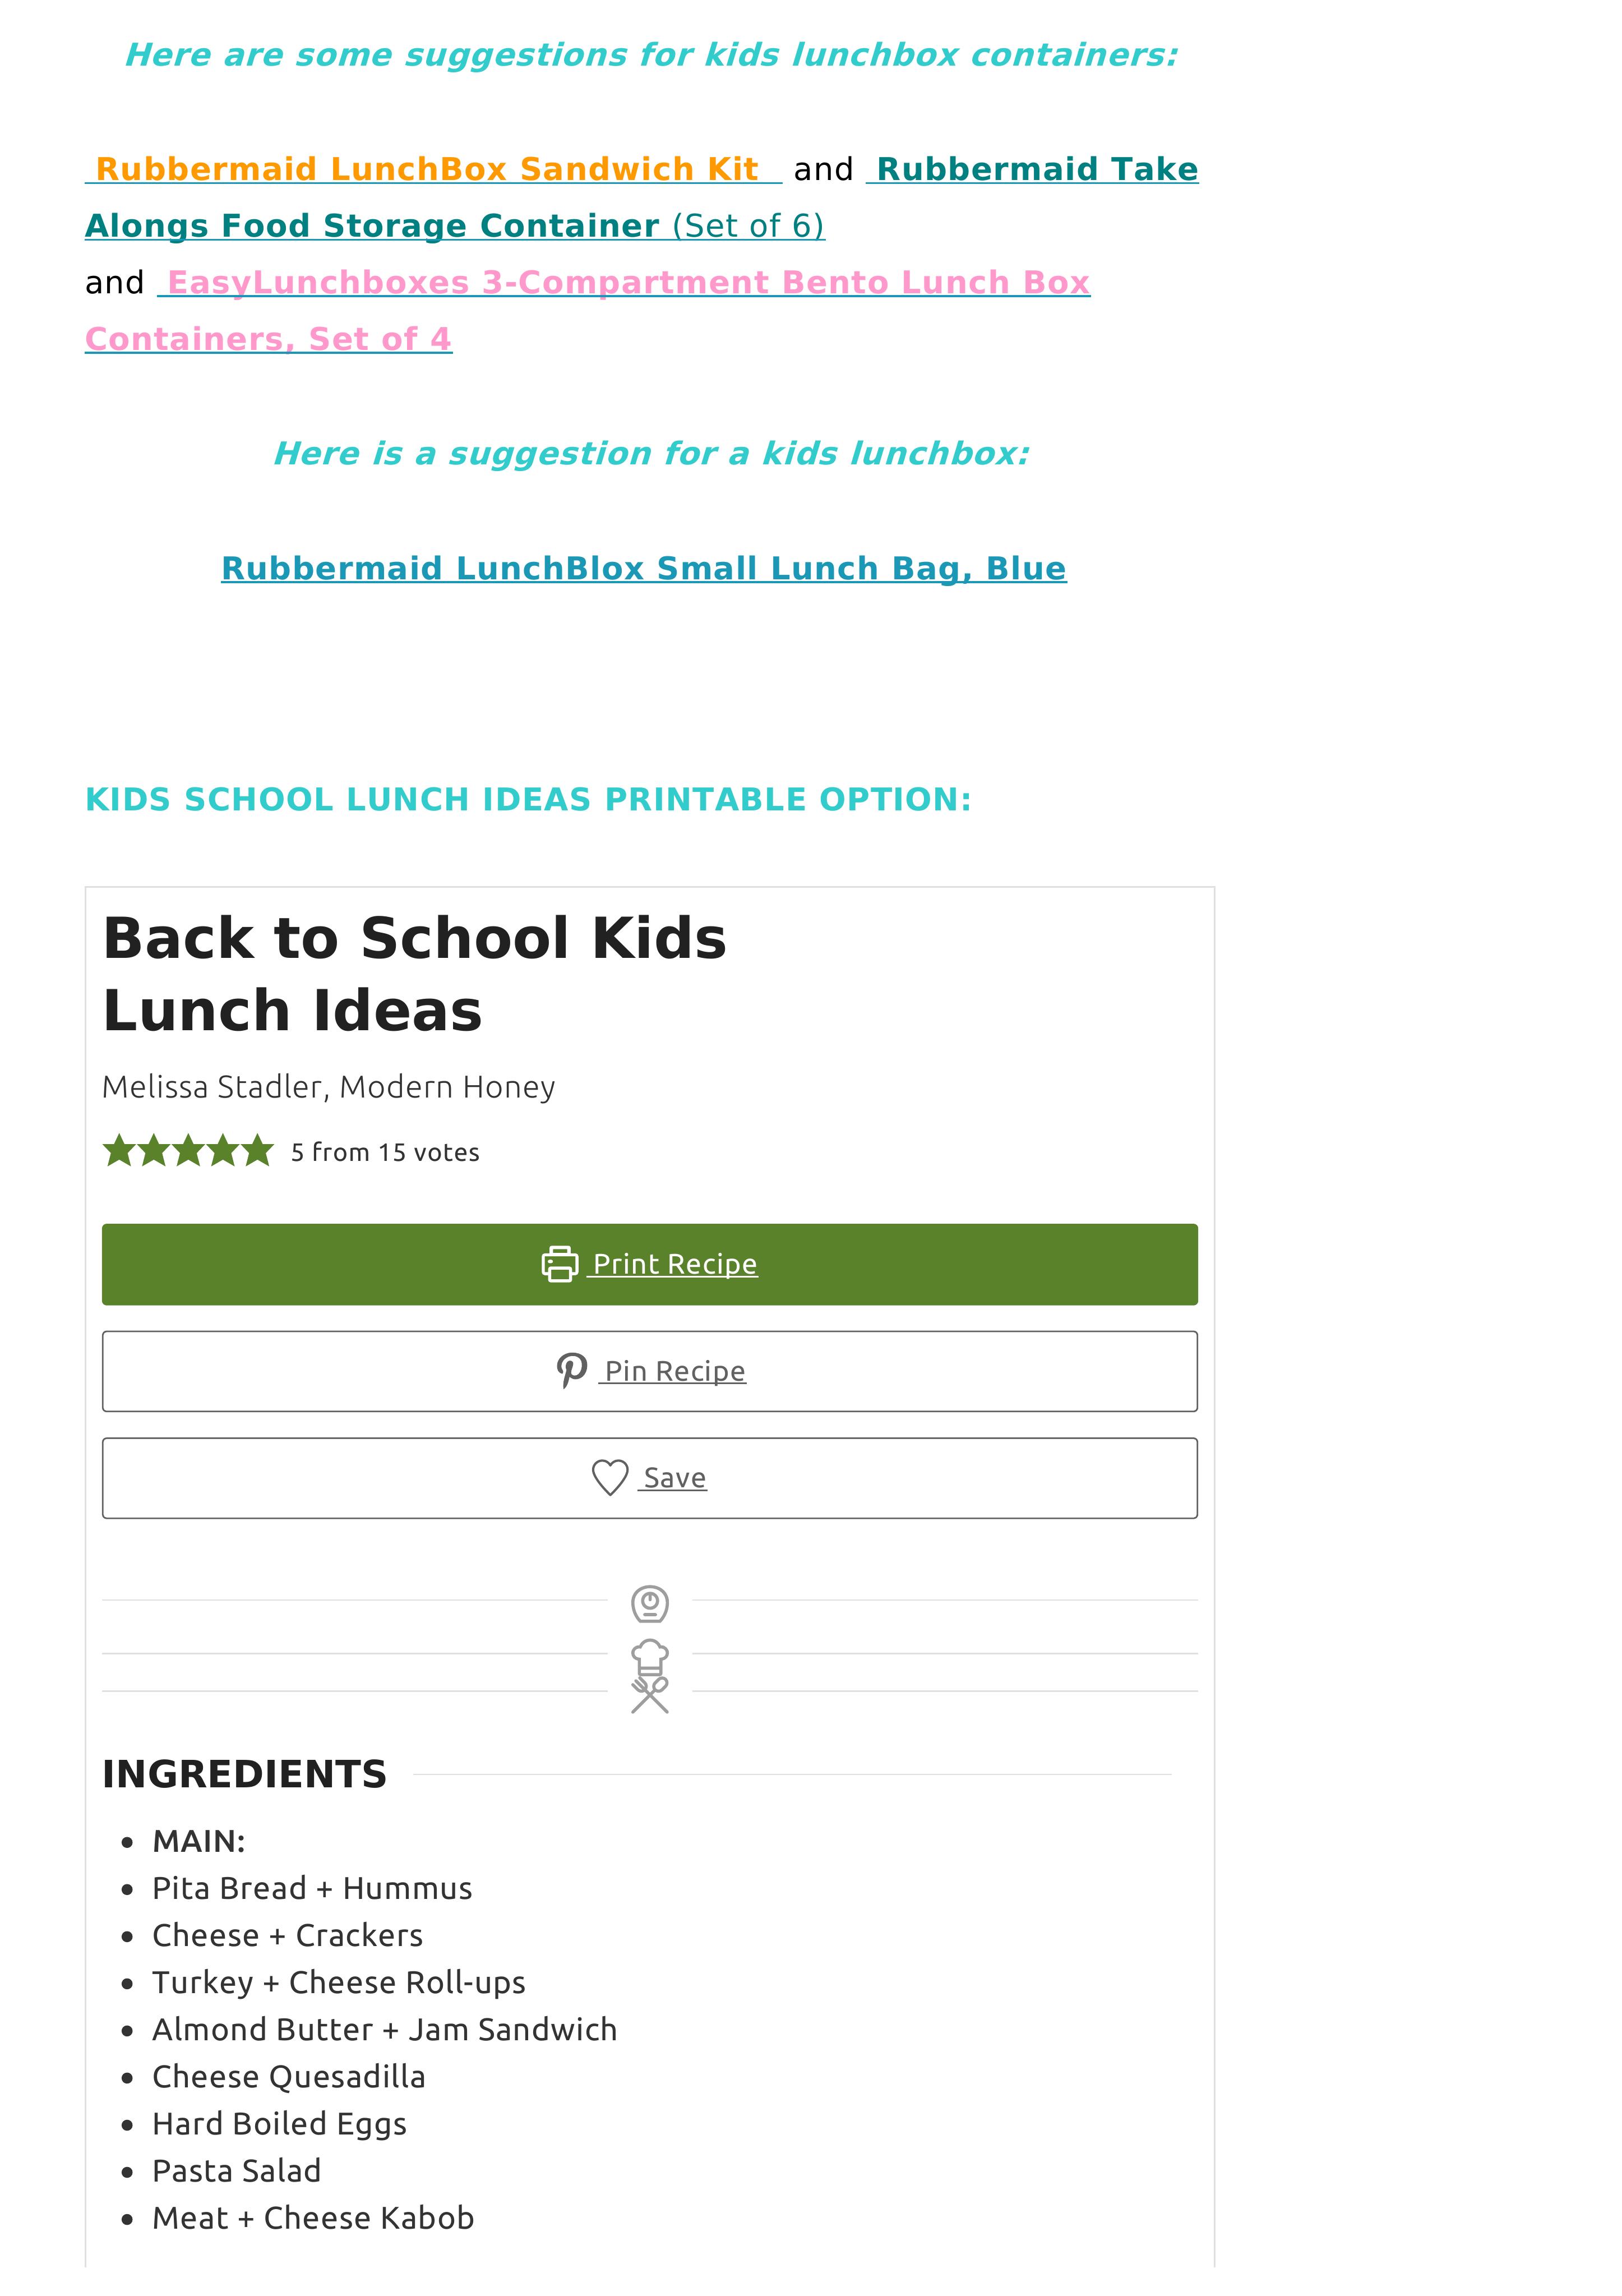 Here are some suggestions for kids lunchbox containers:
Rubbermaid LunchBox Sandwich Kit and Rubbermaid Take
Alongs Food Storage Container (Set of 6)
and EasyLunchboxes 3-Compartment Bento Lunch Box
Containers, Set of 4
Here is a suggestion for a kids lunchbox:
Rubbermaid LunchBlox Small Lunch Bag, Blue
KIDS SCHOOL LUNCH IDEAS PRINTABLE OPTION:
Back to School Kids
Lunch Ideas
Melissa Stadler, Modern Honey
5 from 15 votes
Print Recipe
Pin Recipe
Save
INGREDIENTS
• MAIN:
• Pita Bread + Hummus
• Cheese + Crackers
• Turkey + Cheese Roll-ups
• Almond Butter + Jam Sandwich
• Cheese Quesadilla
• Hard Boiled Eggs
• Pasta Salad
• Meat + Cheese Kabob